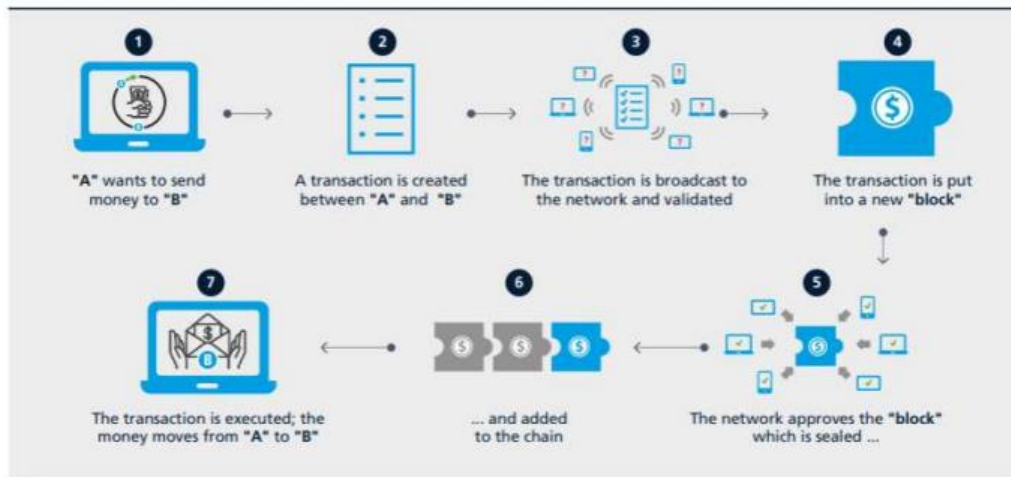 1
2
3
4
"A" wants to send
money to "B"
A transaction is created
between "A" and "B"
The transaction is broadcast to
the network and validated
The transaction is put
into a new "block"
7
6
5
The transaction is executed; the
money moves from "A" to "B"
... and added
to the chain
The network approves the "block"
which is sealed ...